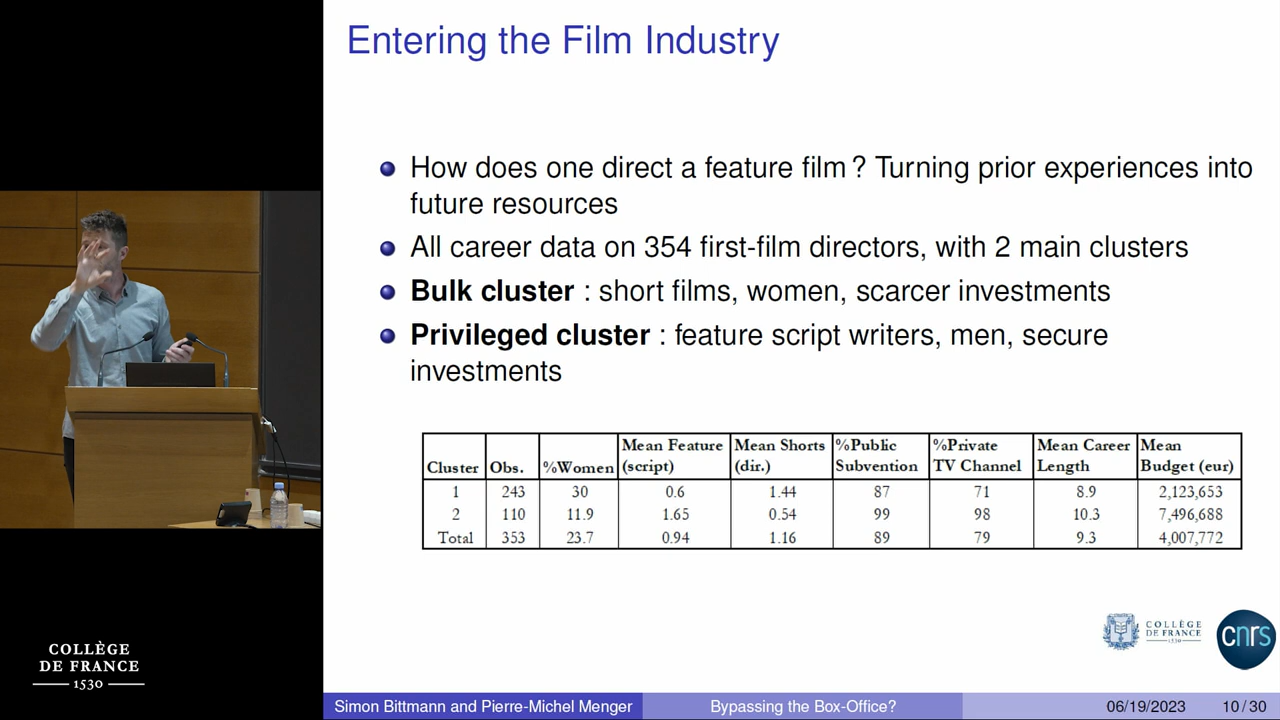 Entering the Film Industry
How does one direct a feature film ? Turning prior experiences into
future resources
All career data on 354 first-film directors, with 2 main clusters
Bulk cluster : short films, women, scarcer investments
Privileged cluster : feature script writers, men, secure
investments
Cluster Obs. %Women Mean Feature (script) Mean Shorts (dir.) %Public Subvention %Private TV Channel Mean Career Length Mean Budget (eur)
1 243 30 0.6 1.44 87 71 8.9 2,123,653
2 110 11.9 1.65 0.54 99 98 10.3 7,496,688
Total 353 23.7 0.94 1.16 89 79 9.3 4,007,772
COLLÈGE
DE FRANCE
1530
COLLÈGE
DE FRANCE
1530
cnrs
Simon Bittmann and Pierre-Michel Menger Bypassing the Box-Office? 06/19/2023 10 / 30